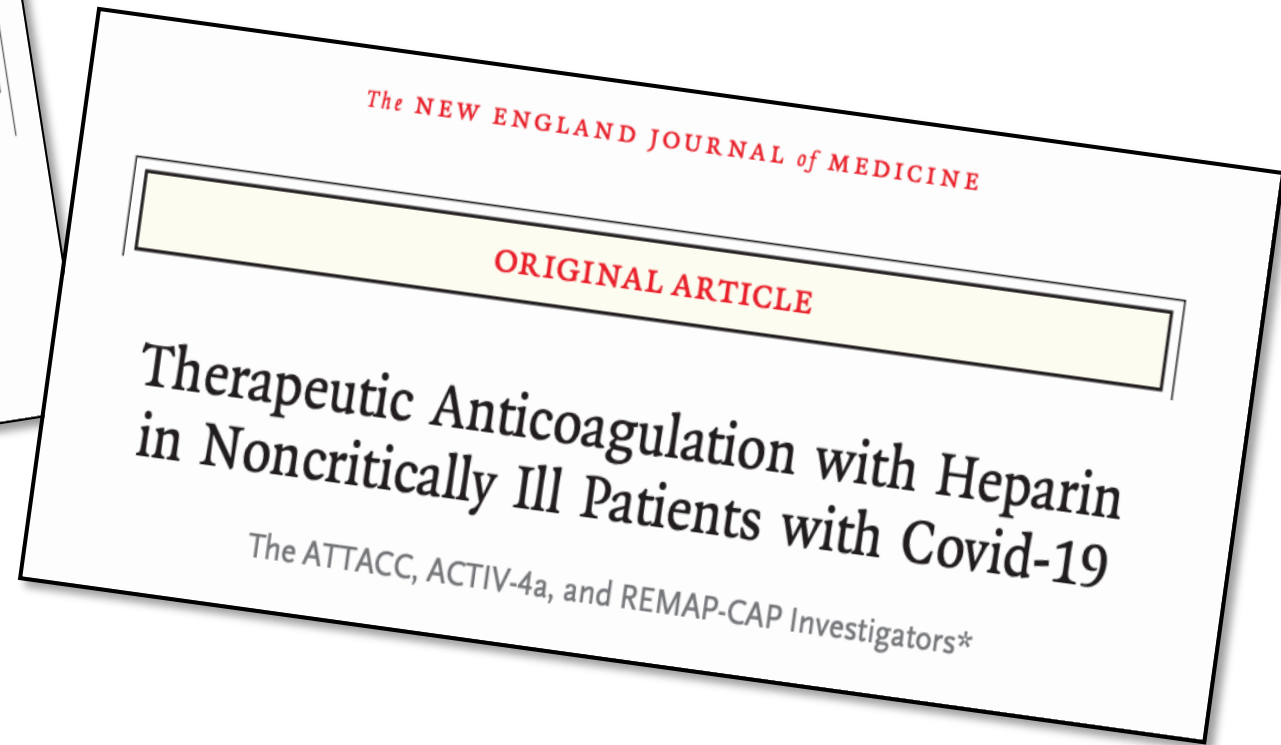 The NEW ENGLAND JOURNAL of MEDICINE
ORIGINAL ARTICLE
Therapeutic Anticoagulation with Heparin
in Noncritically Ill Patients with Covid-19
The ATTACC, ACTIV-4a, and REMAP-CAP Investigators*